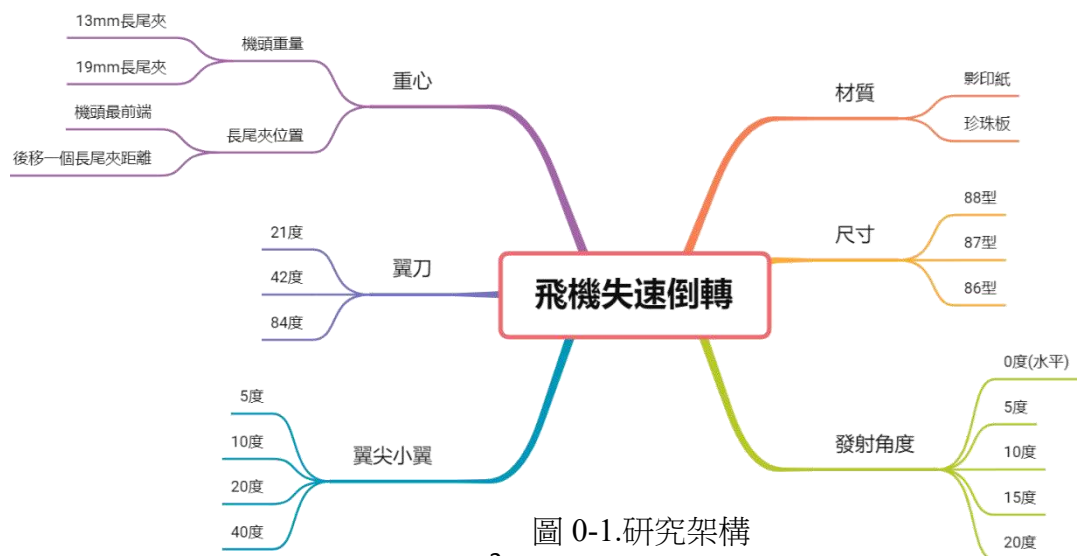 飛機失速倒轉
重心
機頭重量
13mm長尾夾
19mm長尾夾
長尾夾位置
機頭最前端
後移一個長尾夾距離
翼刀
21度
42度
84度
翼尖小翼
5度
10度
20度
40度
材質
影印紙
珍珠板
尺寸
88型
87型
86型
發射角度
0度(水平)
5度
10度
15度
20度
圖 0-1.研究架構